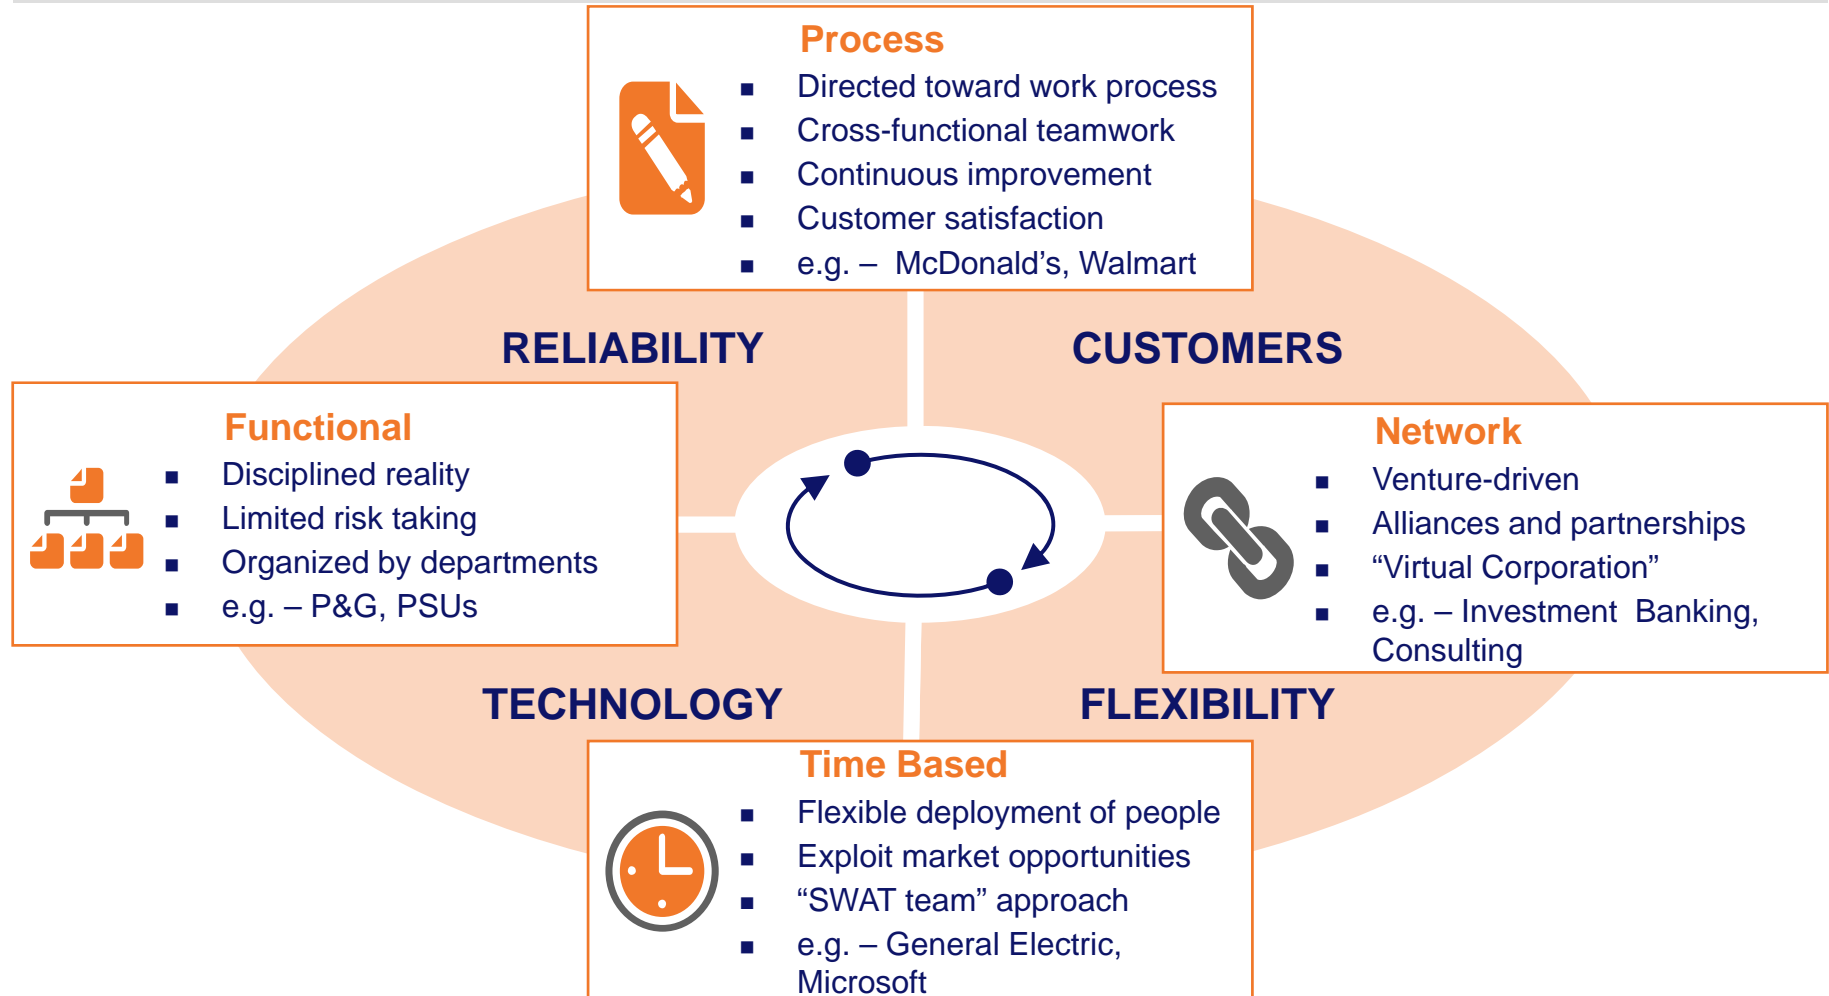 Process
■ Directed toward work process
■ Cross-functional teamwork
■ Continuous improvement
■ Customer satisfaction
■ e.g. – McDonald’s, Walmart
RELIABILITY
CUSTOMERS
Functional
■ Disciplined reality
■ Limited risk taking
■ Organized by departments
■ e.g. – P&G, PSUs
Network
■ Venture-driven
■ Alliances and partnerships
■ “Virtual Corporation”
■ e.g. – Investment Banking,
Consulting
TECHNOLOGY
FLEXIBILITY
Time Based
■ Flexible deployment of people
■ Exploit market opportunities
■ “SWAT team” approach
■ e.g. – General Electric,
Microsoft